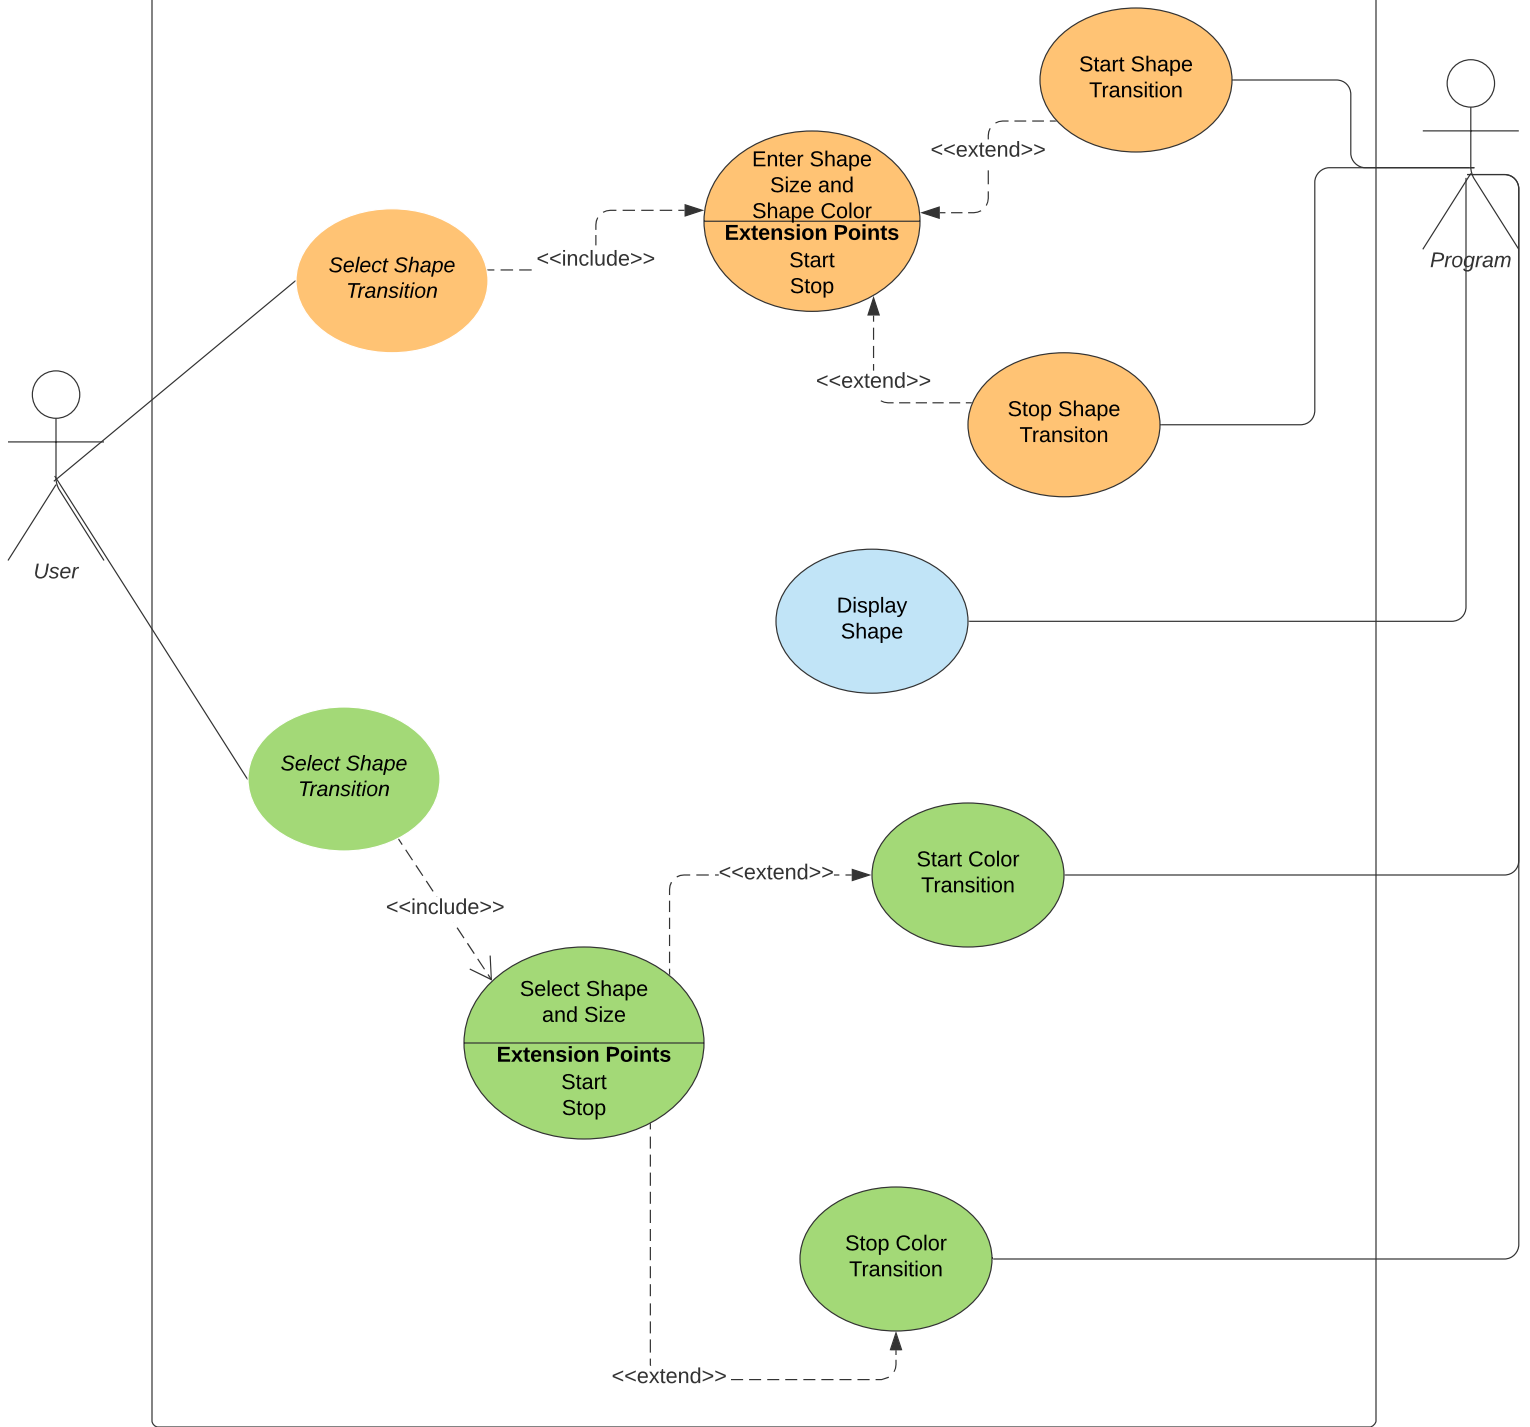 Start Shape
Transition
<<extend>>
Enter Shape
Size and
Shape Color
Extension Points
Start
Stop
Program
<<include>>
Select Shape
Transition
<<extend>>
Stop Shape
Transiton
User
Display
Shape
Select Shape
Transition
<<extend>>
Start Color
Transition
<<include>>
Select Shape
and Size
Extension Points
Start
Stop
Stop Color
Transition
<<extend>>